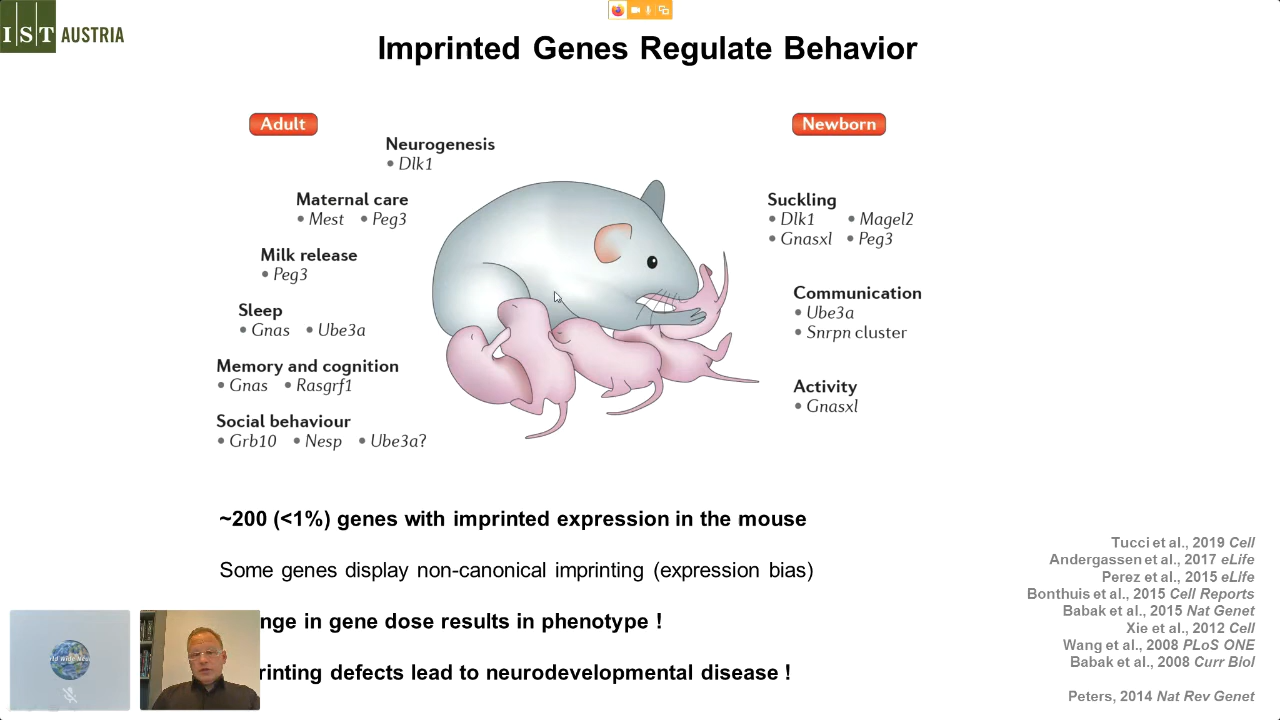 IST AUSTRIA
Imprinted Genes Regulate Behavior
Adult
Neurogenesis
• Dlk1
Maternal care
• Mest • Peg3
Milk release
• Peg3
Sleep
• Gnas • Ube3a
Memory and cognition
• Gnas • Rasgrf1
Social behaviour
• Grb10 • Nesp • Ube3a?
Newborn
Suckling
• Dlk1 • Magel2
• Gnasxl • Peg3
Communication
• Ube3a
• Snrpn cluster
Activity
• Gnasxl
~200 (<1%) genes with imprinted expression in the mouse
Some genes display non-canonical imprinting (expression bias)
nge in gene dose results in phenotype !
rinting defects lead to neurodevelopmental disease !
Tucci et al., 2019 Cell
Andergassen et al., 2017 eLife
Perez et al., 2015 eLife
Bonthuis et al., 2015 Cell Reports
Babak et al., 2015 Nat Genet
Xie et al., 2012 Cell
Wang et al., 2008 PLoS ONE
Babak et al., 2008 Curr Biol
Peters, 2014 Nat Rev Genet